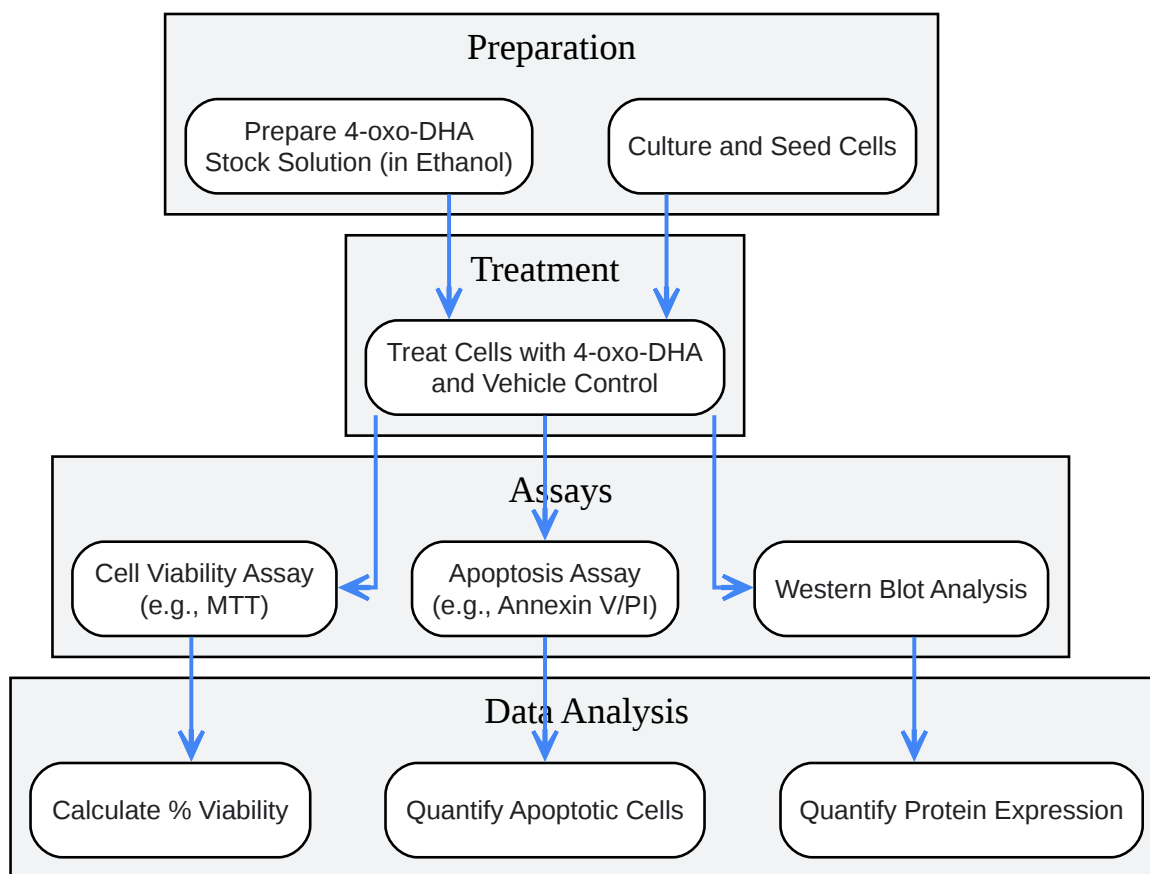 Preparation
Prepare 4-oxo-DHA
Stock Solution (in Ethanol)
Culture and Seed Cells
Treatment
Treat Cells with 4-oxo-DHA
and Vehicle Control
Assays
Cell Viability Assay
(e.g., MTT)
Apoptosis Assay
(e.g., Annexin V/PI)
Western Blot Analysis
Data Analysis
Calculate % Viability
Quantify Apoptotic Cells
Quantify Protein Expression